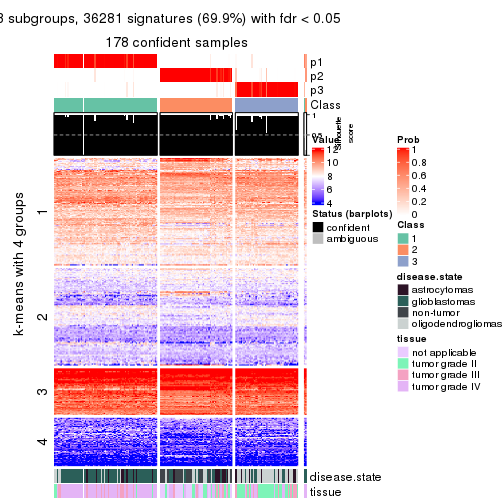 3 subgroups, 36281 signatures (69.9%) with fdr < 0.05
178 confident samples
p1
p2
p3
Class
1
0.5
Silhouette
score
k-means with 4 groups
1
2
3
4
disease.state
tissue
Value
12
10
8
6
4
Status (barplots)
confident
ambiguous
Prob
1
0.8
0.6
0.4
0.2
0
Class
1
2
3
disease.state
astrocytomas
glioblastomas
non-tumor
oligodendrogliomas
tissue
not applicable
tumor grade II
tumor grade III
tumor grade IV